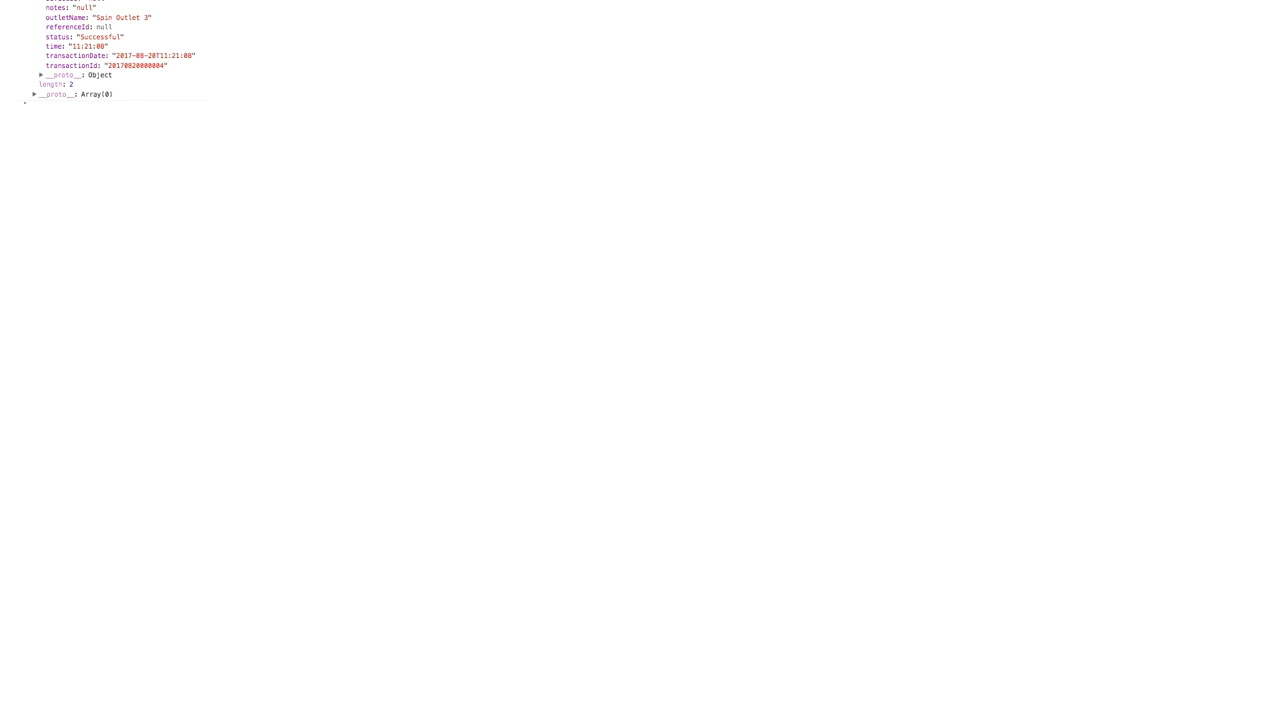 notes: "null"
outletName: "Spin Outlet 3"
referenceId: null
status: "Successful"
time: "11:21:08"
transactionDate: "2017-08-20T11:21:08"
transactionId: "20170820000004"
▶ __proto__: Object
length: 2
▶ __proto__: Array(0)